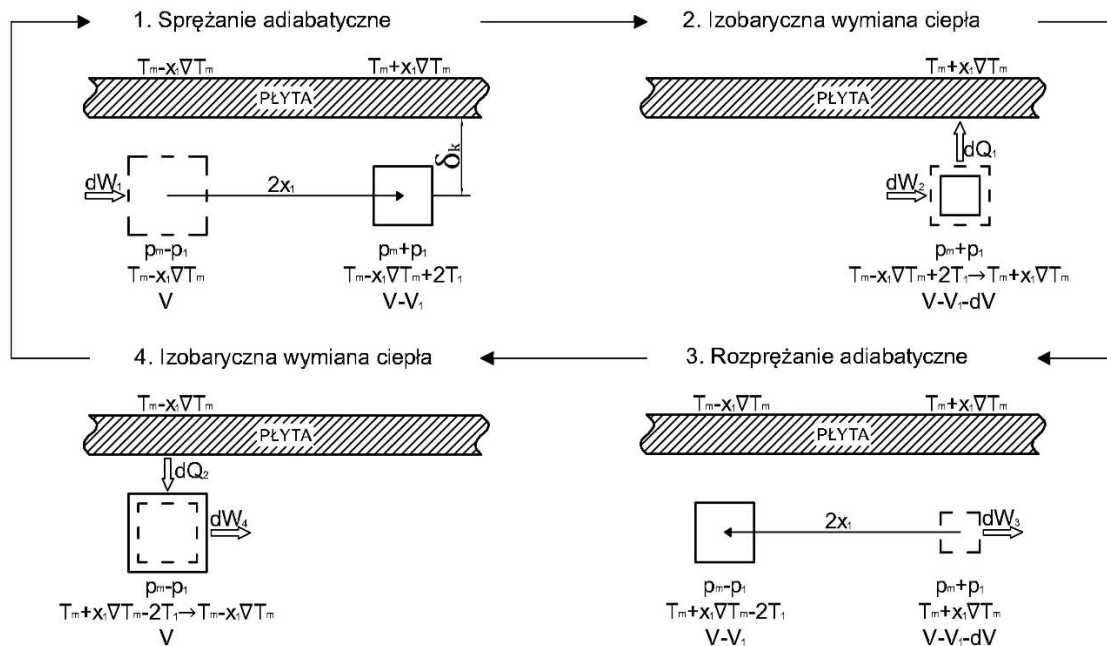 1. Sprężanie adiabatyczne
Tₘ-x₁∇Tₘ
Tₘ+x₁∇Tₘ
PŁYTA
δₖ
dW₁
2x₁
pₘ-p₁
Tₘ-x₁∇Tₘ
V
pₘ+p₁
Tₘ-x₁∇Tₘ+2T₁
V-V₁
2. Izobaryczna wymiana ciepła
Tₘ+x₁∇Tₘ
PŁYTA
dQ₁
dW₂
pₘ+p₁
Tₘ-x₁∇Tₘ+2T₁→Tₘ+x₁∇Tₘ
V-V₁-dV
4. Izobaryczna wymiana ciepła
Tₘ-x₁∇Tₘ
PŁYTA
dQ₂
dW₄
pₘ-p₁
Tₘ+x₁∇Tₘ-2T₁→Tₘ-x₁∇Tₘ
V
3. Rozprężanie adiabatyczne
Tₘ-x₁∇Tₘ
Tₘ+x₁∇Tₘ
PŁYTA
2x₁
dW₃
pₘ-p₁
Tₘ+x₁∇Tₘ-2T₁
V-V₁
pₘ+p₁
Tₘ+x₁∇Tₘ
V-V₁-dV